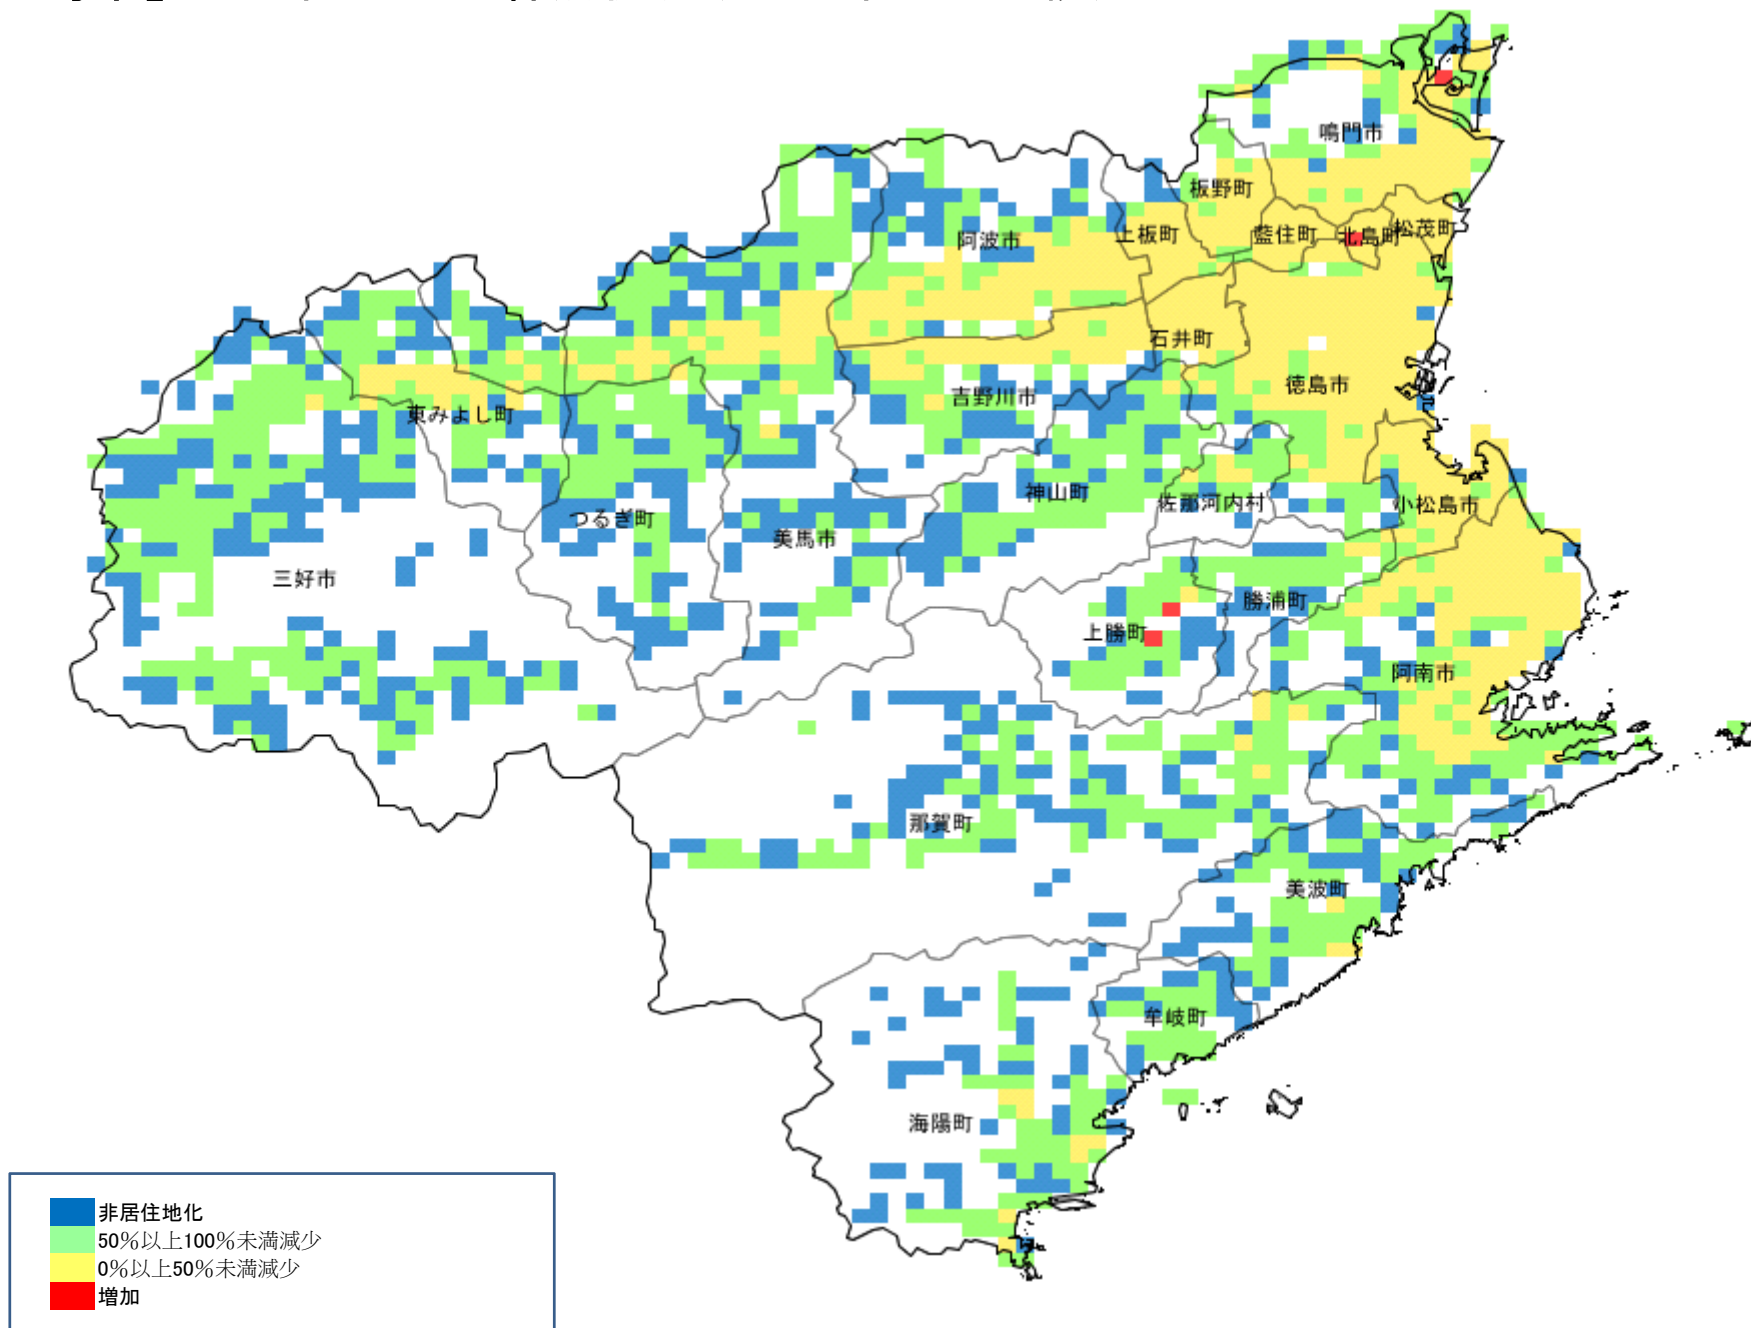 鳴門市
板野町
上板町
藍住町
北島町
松茂町
阿波市
石井町
徳島市
吉野川市
東みよし町
神山町
佐那河内村
小松島市
つるぎ町
美馬市
三好市
勝浦町
上勝町
阿南市
那賀町
美波町
牟岐町
海陽町
非居住地化
50%以上100%未満減少
0%以上50%未満減少
増加